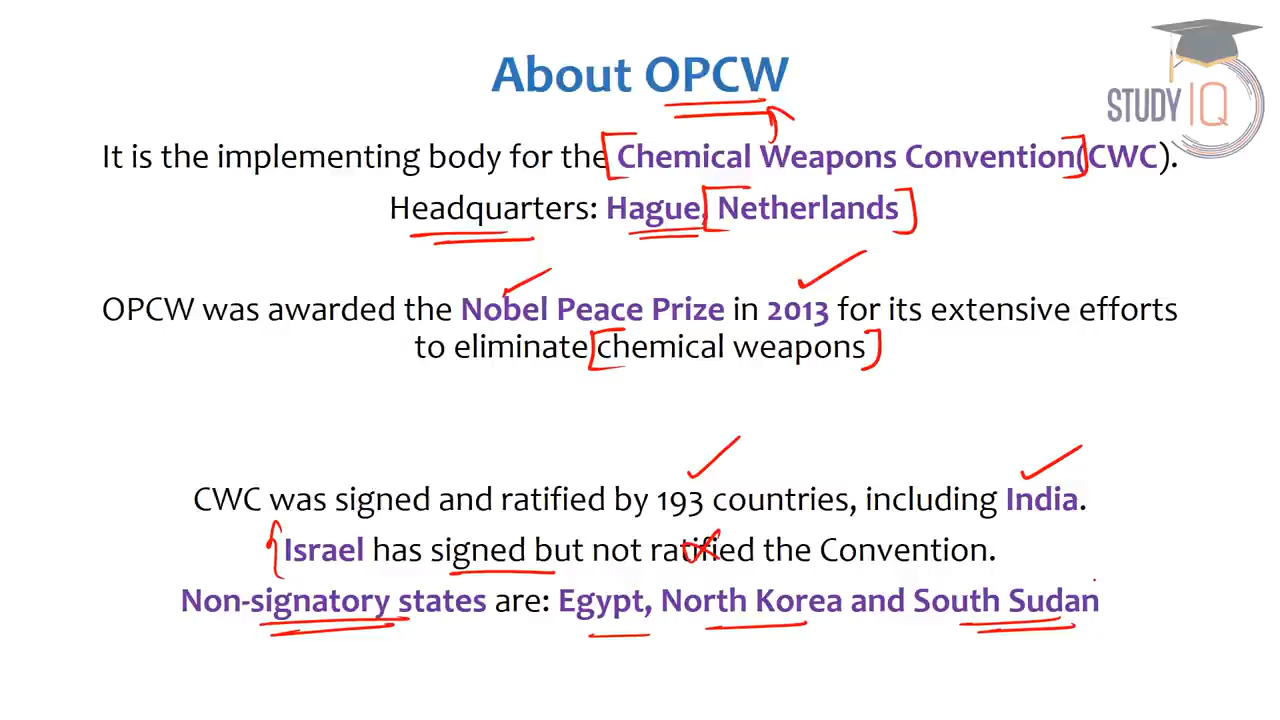 About OPCW
STUDY IQ
It is the implementing body for the Chemical Weapons Convention(CWC).
Headquarters: Hague, Netherlands
OPCW was awarded the Nobel Peace Prize in 2013 for its extensive efforts
to eliminate chemical weapons
CWC was signed and ratified by 193 countries, including India.
Israel has signed but not ratified the Convention.
Non-signatory states are: Egypt, North Korea and South Sudan